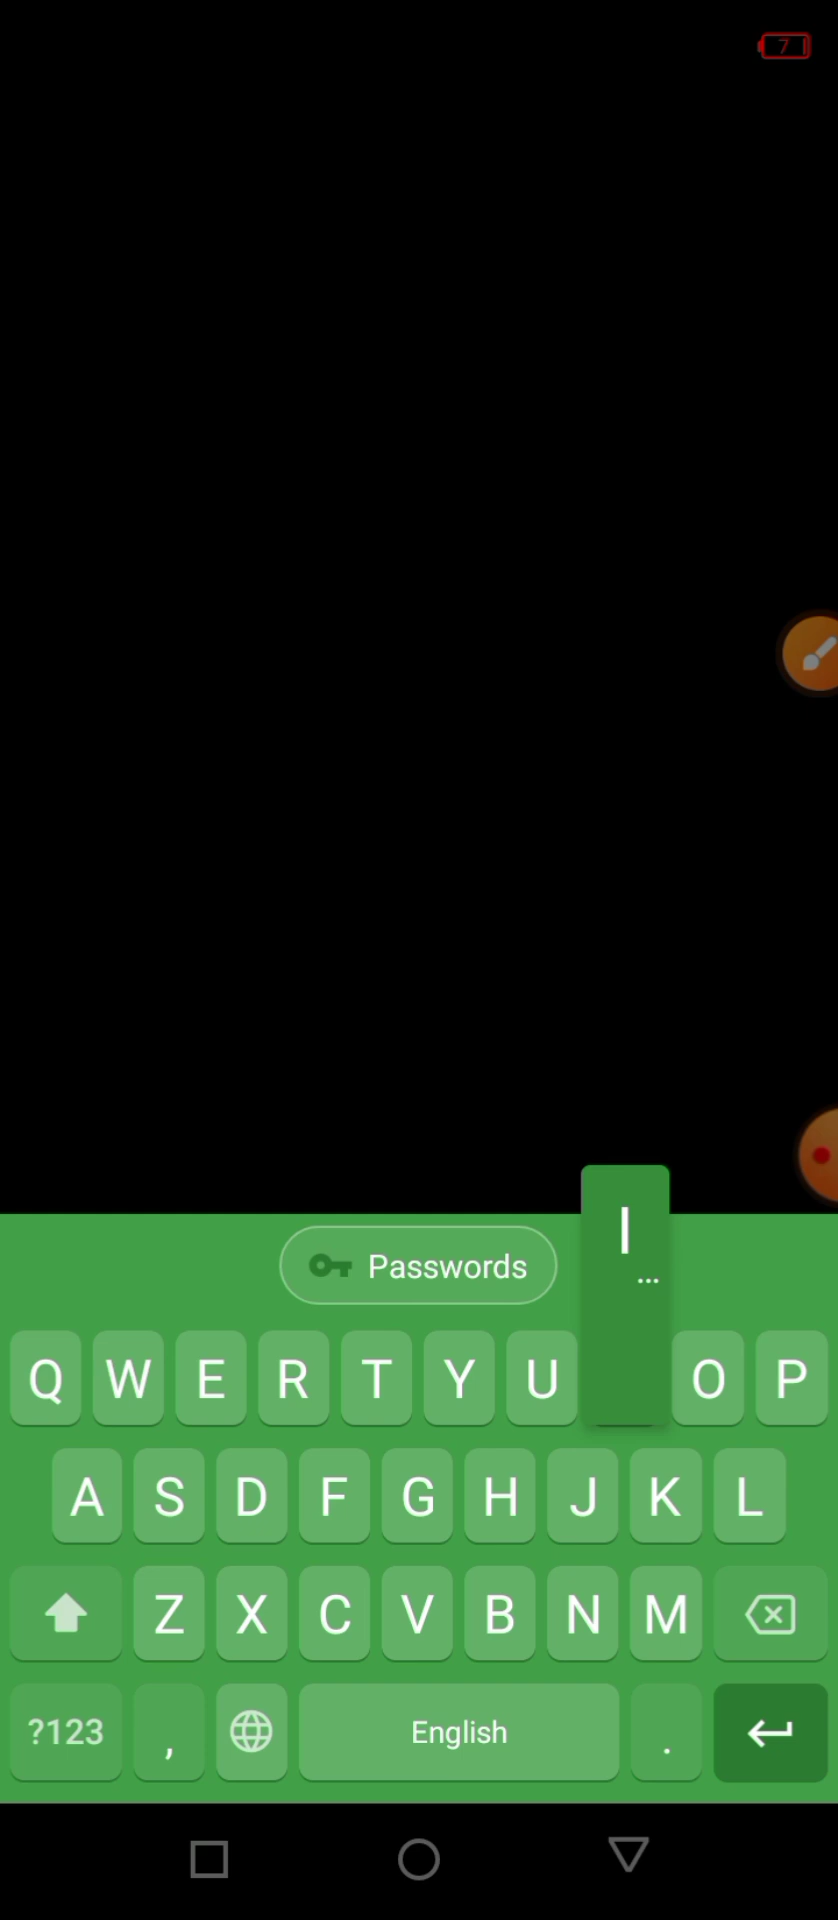 7
I
...
Passwords
Q W E R T Y U O P
A S D F G H J K L
Z X C V B N M
?123 , English .